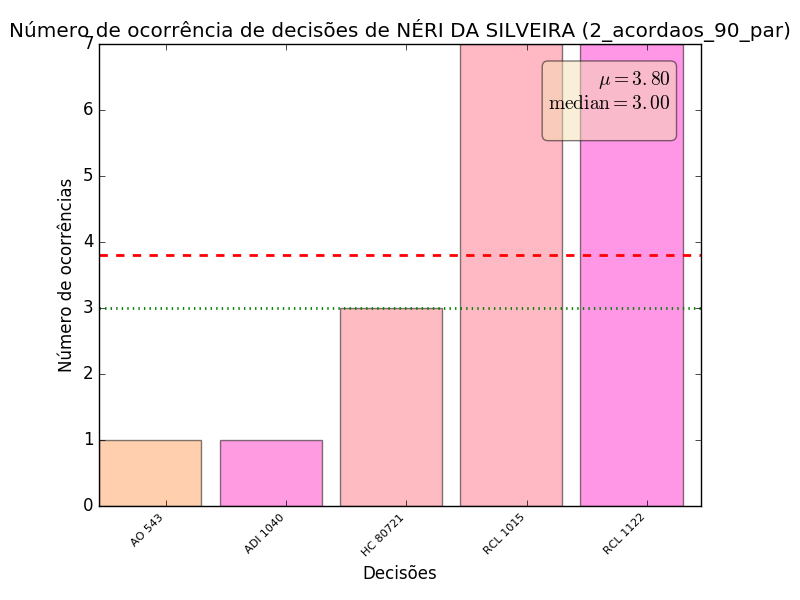 Número de ocorrência de decisões de NÉRI DA SILVEIRA (2_acordaos_90_par)
μ = 3.80
median = 3.00
Número de ocorrências
7
6
5
4
3
2
1
0
AO 543
ADI 1040
HC 80721
RCL 1015
RCL 1122
Decisões